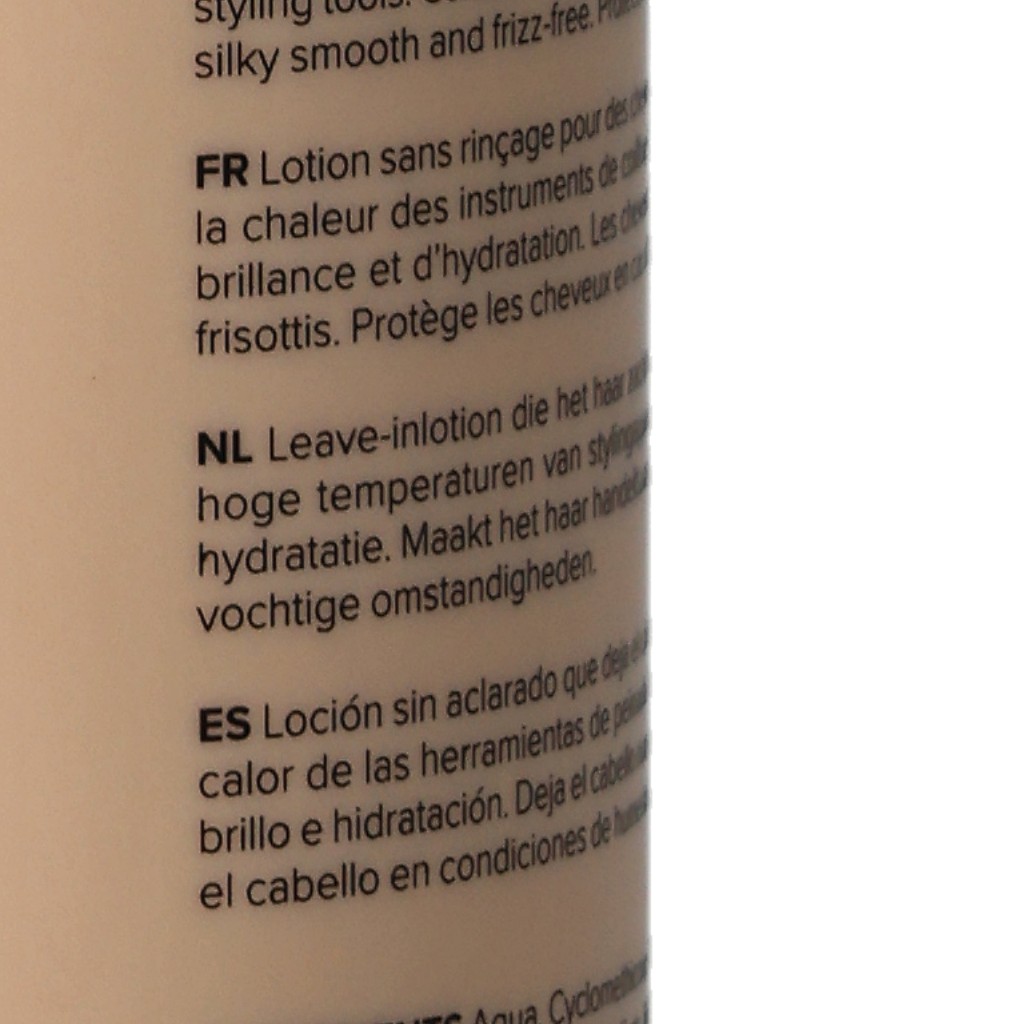 styling tools.
silky smooth and frizz-free.
FR Lotion sans rinçage pour des
la chaleur des instruments de
brillance et d'hydratation. Les
frisottis. Protège les cheveux en
NL Leave-inlotion die het haar
hoge temperaturen van
hydratatie. Maakt het haar
vochtige omstandigheden.
ES Loción sin aclarado que deja el
calor de las herramientas de
brillo e hidratación. Deja el cabello
el cabello en condiciones de
Aqua,